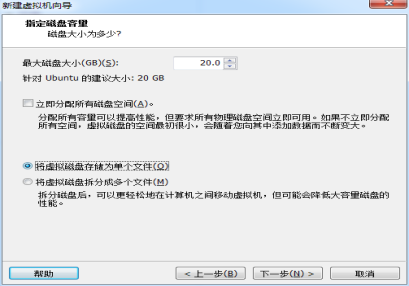 新建虚拟机向导
指定磁盘容量
磁盘大小为多少?
最大磁盘大小(GB)(S): 20.0
针对 Ubuntu 的建议大小: 20 GB
立即分配所有磁盘空间(A)。
分配所有容量可以提高性能，但要求所有物理磁盘空间立即可用。如果不立即分配
所有空间，虚拟磁盘的空间最初很小，会随着您向其中添加数据而不断变大。
将虚拟磁盘存储为单个文件(O)
将虚拟磁盘拆分成多个文件(M)
拆分磁盘后，可以更轻松地在计算机之间移动虚拟机，但可能会降低大容量磁盘的
性能。
帮助 < 上一步(B) 下一步(N) > 取消